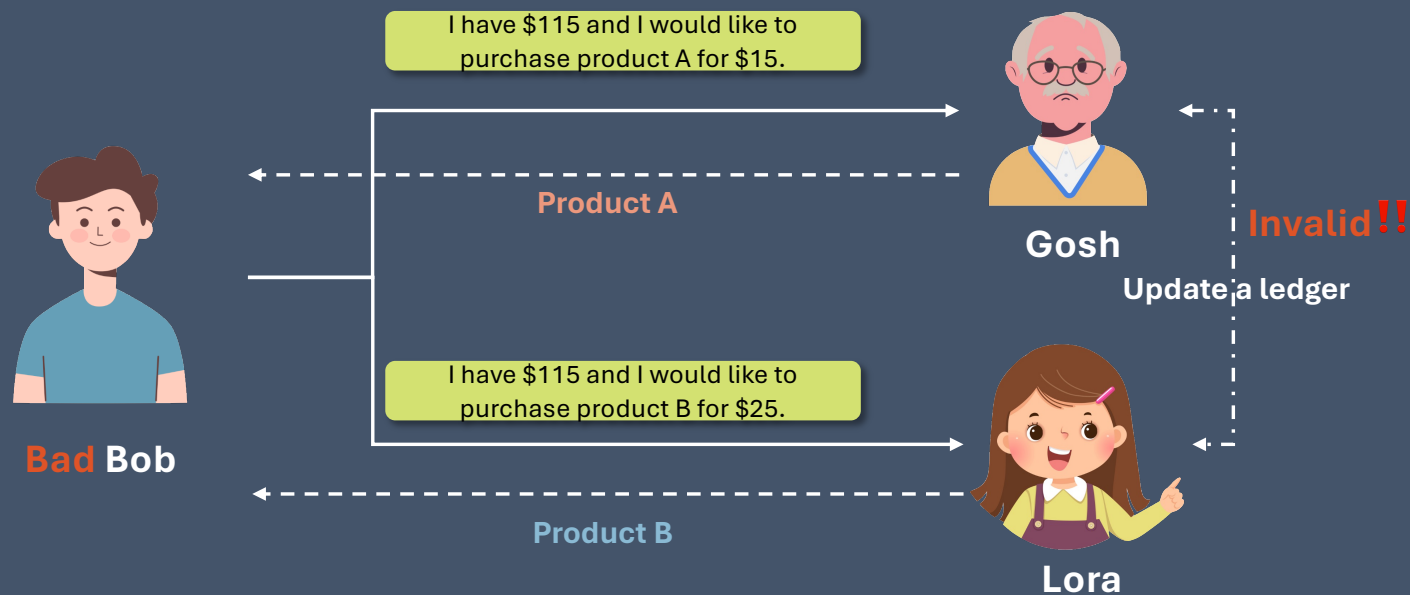 I have $115 and I would like to
purchase product A for $15.
Product A
Gosh
Invalid‼
Update a ledger
I have $115 and I would like to
purchase product B for $25.
Bad Bob
Product B
Lora